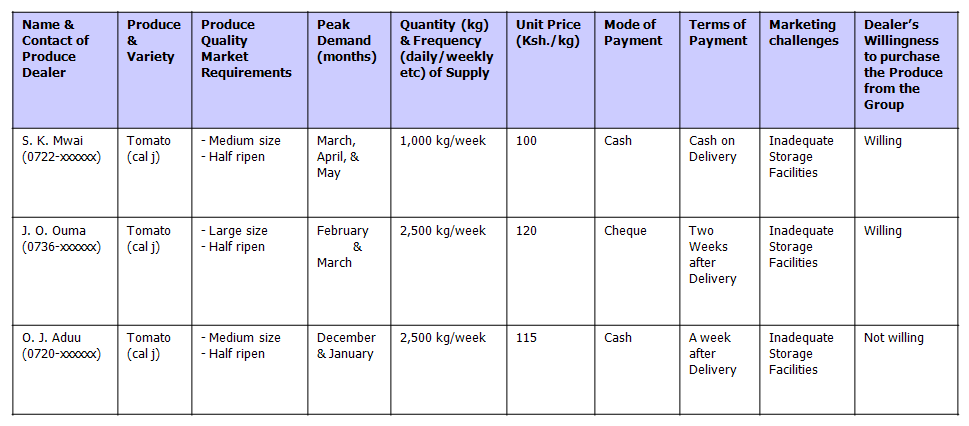 Name & Contact of Produce Dealer
Produce & Variety
Produce Quality Market Requirements
Peak Demand (months)
Quantity (kg) & Frequency (daily/weekly etc) of Supply
Unit Price (Ksh./kg)
Mode of Payment
Terms of Payment
Marketing challenges
Dealer’s Willingness to purchase the Produce from the Group
S. K. Mwai
(0722-xxxxxx)
Tomato
(cal j)
- Medium size
- Half ripen
March,
April, &
May
1,000 kg/week
100
Cash
Cash on
Delivery
Inadequate
Storage
Facilities
Willing
J. O. Ouma
(0736-xxxxxx)
Tomato
(cal j)
- Large size
- Half ripen
February
&
March
2,500 kg/week
120
Cheque
Two
Weeks
after
Delivery
Inadequate
Storage
Facilities
Willing
O. J. Aduu
(0720-xxxxxx)
Tomato
(cal j)
- Medium size
- Half ripen
December
& January
2,500 kg/week
115
Cash
A week
after
Delivery
Inadequate
Storage
Facilities
Not willing